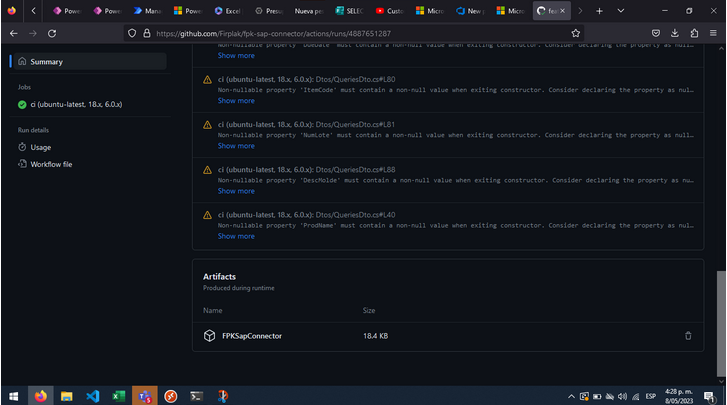 Power
Power
Mana
Power
Excel
Presu
Nueva pe
SELEC
Custo
Micro
New
Micro
fea
https://github.com/Firplak/fpk-sap-connector/actions/runs/4887651287
Summary
Jobs
ci (ubuntu-latest, 18.x, 6.0.x)
Run details
Usage
Workflow file
Non-nullable property 'DueDate' must contain a non-null value when exiting constructor. Consider declaring the property as nul...
Show more
ci (ubuntu-latest, 18.x, 6.0.x): Dtos/QueriesDto.cs#L80
Non-nullable property 'ItemCode' must contain a non-null value when exiting constructor. Consider declaring the property as nul...
Show more
ci (ubuntu-latest, 18.x, 6.0.x): Dtos/QueriesDto.cs#L81
Non-nullable property 'NumLote' must contain a non-null value when exiting constructor. Consider declaring the property as null...
Show more
ci (ubuntu-latest, 18.x, 6.0.x): Dtos/QueriesDto.cs#L88
Non-nullable property 'DescMolde' must contain a non-null value when exiting constructor. Consider declaring the property as nu...
Show more
ci (ubuntu-latest, 18.x, 6.0.x): Dtos/QueriesDto.cs#L40
Non-nullable property 'ProdName' must contain a non-null value when exiting constructor. Consider declaring the property as nul...
Show more
Artifacts
Produced during runtime
Name Size
FPKSapConnector 18.4 KB
ESP
4:28 p. m.
8/05/2023